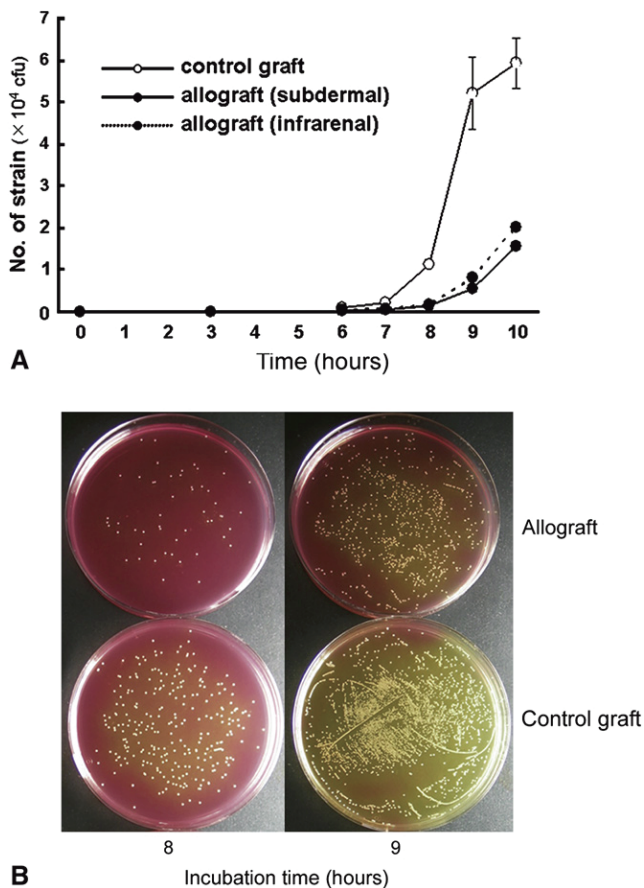 7
6
5
4
3
2
1
0
No. of strain (× 10⁴ cfu)
control graft
allograft (subdermal)
allograft (infrarenal)
0 1 2 3 4 5 6 7 8 9 10
Time (hours)
A
Allograft
Control graft
8 9
Incubation time (hours)
B